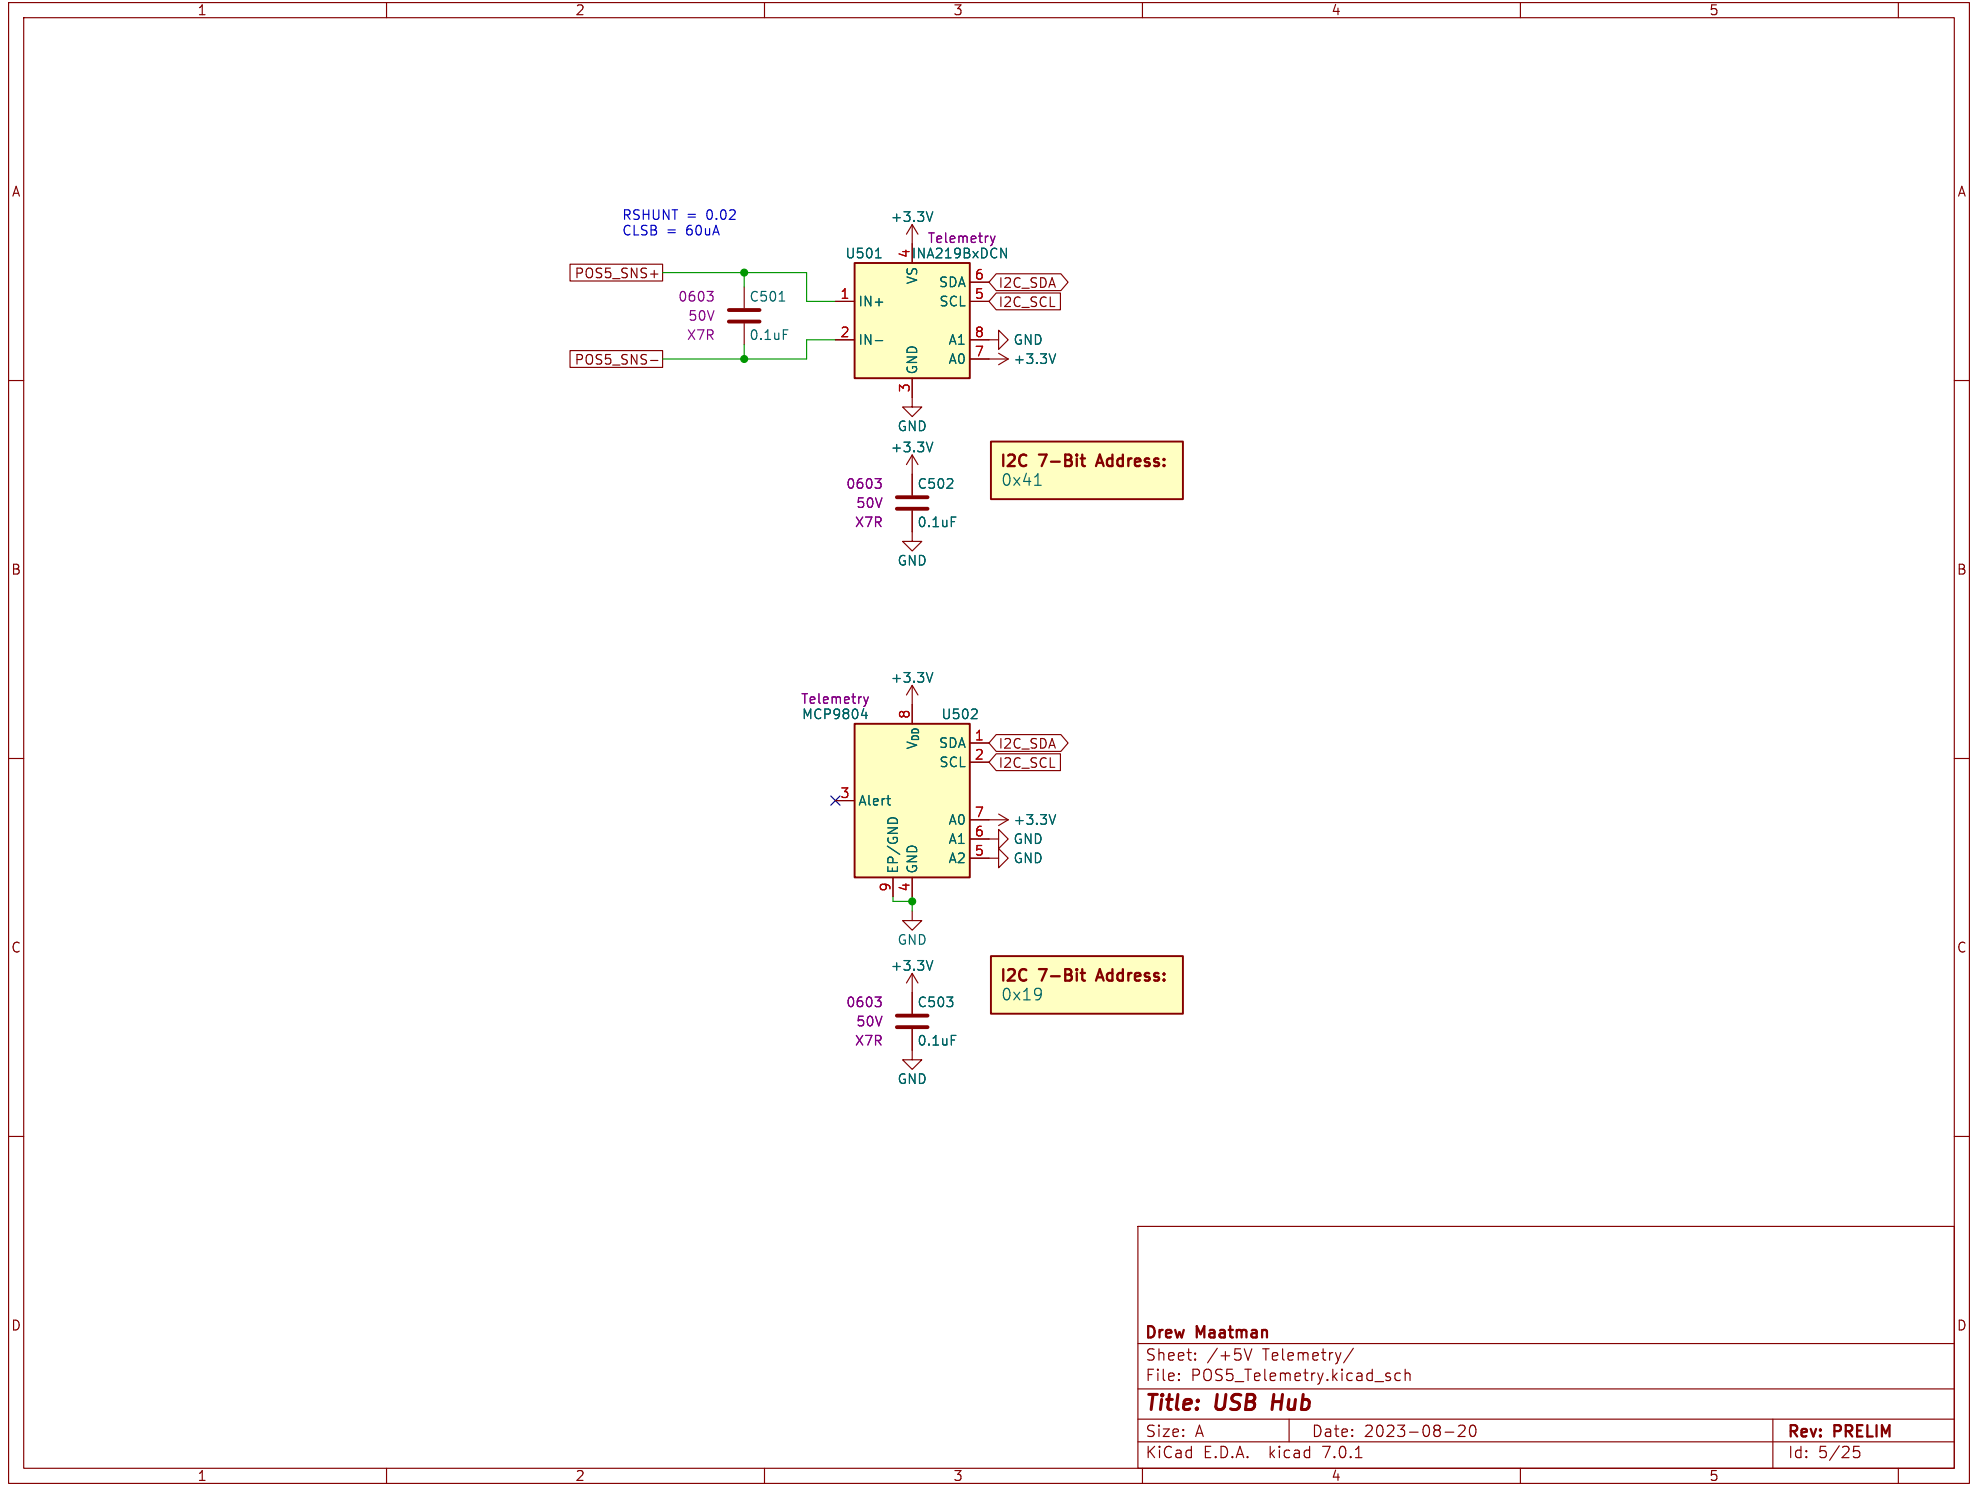 1 2 3 4 5
A A
RSHUNT = 0.02
CLSB = 60uA
+3.3V
Telemetry
U501 INA219BxDCN
4
VS
POS5_SNS+
SDA 6 I2C_SDA
0603 C501
1 IN+
SCL 5 I2C_SCL
50V
X7R 0.1uF
2 IN-
A1 8 GND
POS5_SNS-
GND
A0 7 +3.3V
3
GND
+3.3V
I2C 7-Bit Address:
0x41
0603 C502
50V
X7R 0.1uF
GND
B B
+3.3V
Telemetry
MCP9804 U502
8
VDD
SDA 1 I2C_SDA
SCL 2 I2C_SCL
3 Alert
A0 7 +3.3V
A1 6 GND
A2 5 GND
EP/GND GND
9 4
GND
C C
+3.3V
I2C 7-Bit Address:
0x19
0603 C503
50V
X7R 0.1uF
GND
D D
Drew Maatman
Sheet: /+5V Telemetry/
File: POS5_Telemetry.kicad_sch
Title: USB Hub
Size: A Date: 2023-08-20 Rev: PRELIM
KiCad E.D.A. kicad 7.0.1 Id: 5/25
1 2 3 4 5